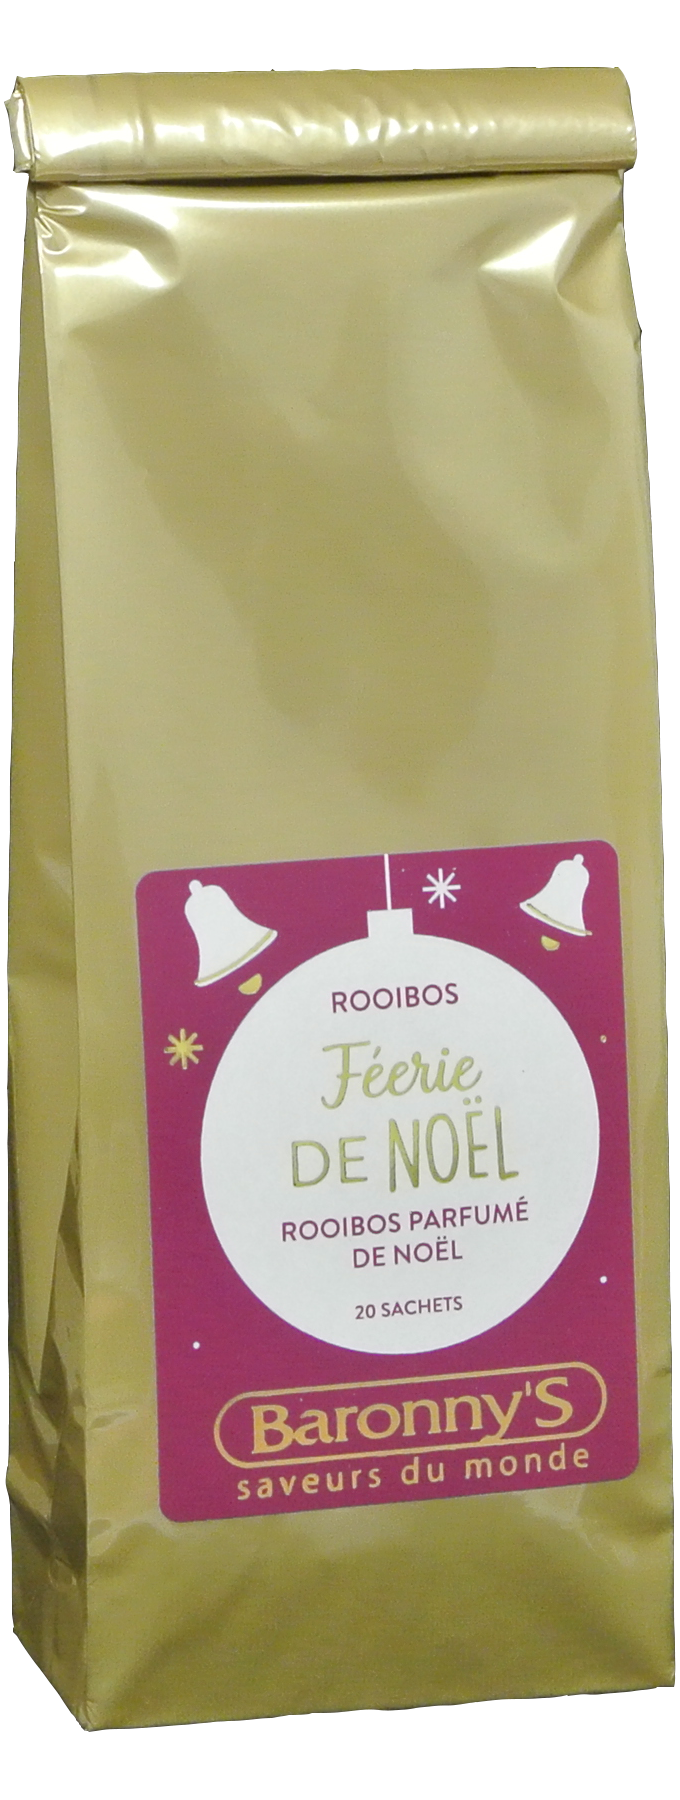 ROOIBOS
Féerie
DE NOËL
ROOIBOS PARFUMÉ
DE NOËL
20 SACHETS
Baronny'S
saveurs du monde